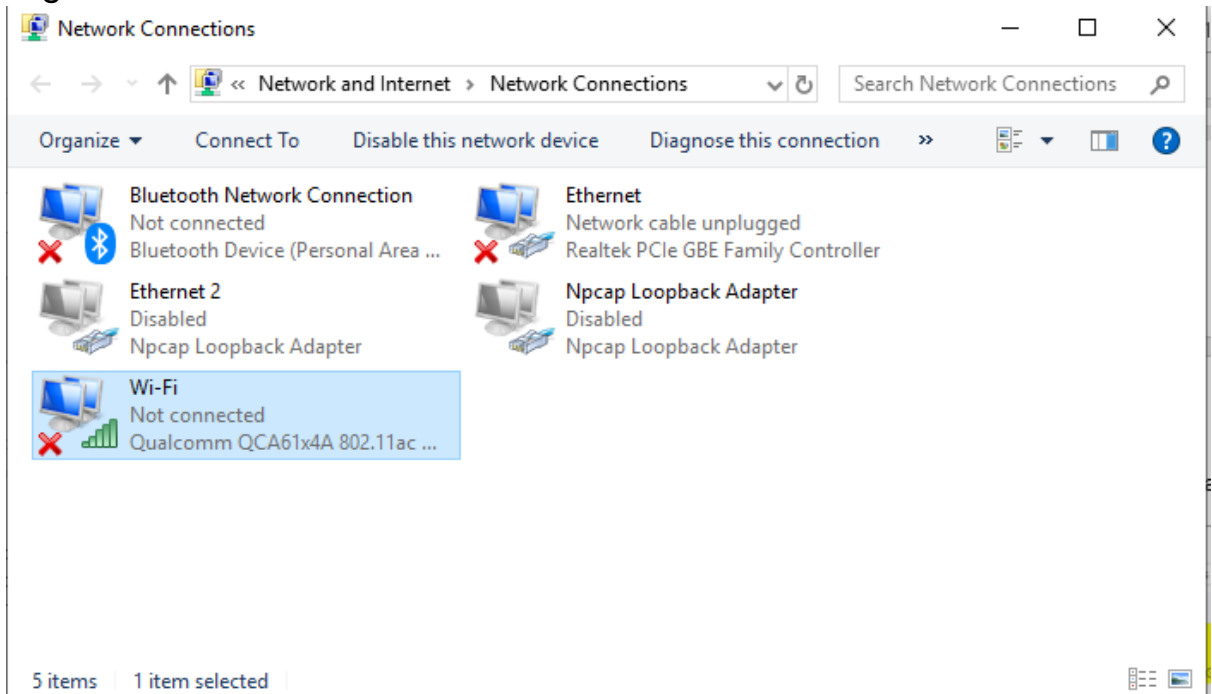 Network Connections
« Network and Internet > Network Connections
Search Network Connections
Organize Connect To Disable this network device Diagnose this connection »
Bluetooth Network Connection
Not connected
Bluetooth Device (Personal Area ...
Ethernet
Network cable unplugged
Realtek PCIe GBE Family Controller
Ethernet 2
Disabled
Npcap Loopback Adapter
Npcap Loopback Adapter
Disabled
Npcap Loopback Adapter
Wi-Fi
Not connected
Qualcomm QCA61x4A 802.11ac ...
5 items 1 item selected